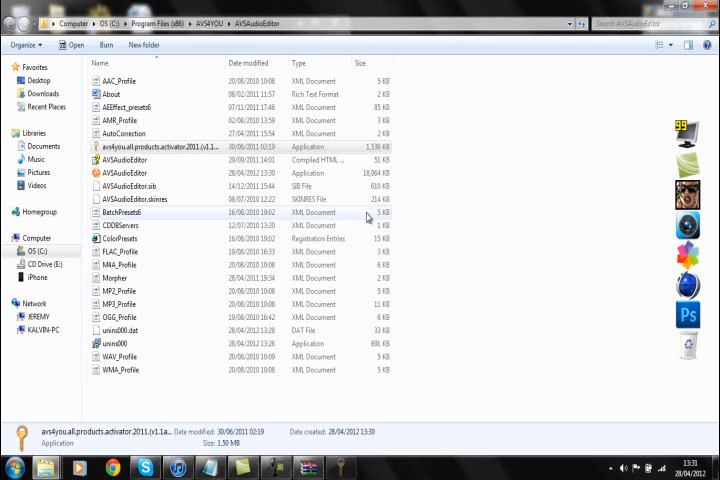 Computer ▸ OS (C:) ▸ Program Files (x86) ▸ AVS4YOU ▸ AVSAudioEditor
Search AVSAudioEditor
Organize Open Burn New folder
Name Date modified Type Size
Favorites
Desktop
Downloads
Recent Places
Libraries
Documents
Music
Pictures
Videos
Homegroup
Computer
OS (C:)
CD Drive (E:)
iPhone
Network
JEREMY
KALVIN-PC
AAC_Profile 20/08/2010 10:08 XML Document 5 KB
About 08/02/2011 11:57 Rich Text Format 2 KB
AEEffect_presets6 07/11/2011 17:46 XML Document 85 KB
AMR_Profile 02/08/2010 13:59 XML Document 3 KB
AutoCorrection 27/04/2011 15:54 XML Document 2 KB
avs4you.all.products.activator.2011.(v1.1... 30/06/2011 02:19 Application 1,536 KB
AVSAudioEditor 29/09/2011 14:01 Compiled HTML ... 51 KB
AVSAudioEditor 28/04/2012 13:30 Application 18,064 KB
AVSAudioEditor.sib 14/12/2011 15:44 SIB File 610 KB
AVSAudioEditor.skinres 08/07/2010 12:22 SKINRES File 214 KB
BatchPresets6 16/08/2010 19:02 XML Document 5 KB
CDDBServers 12/07/2010 13:20 XML Document 1 KB
ColorPresets 16/08/2010 19:02 Registration Entries 15 KB
FLAC_Profile 19/08/2010 16:33 XML Document 3 KB
M4A_Profile 20/08/2010 10:08 XML Document 6 KB
Morpher 28/04/2011 19:34 XML Document 2 KB
MP2_Profile 20/08/2010 10:08 XML Document 5 KB
MP3_Profile 20/08/2010 10:08 XML Document 11 KB
OGG_Profile 19/08/2010 16:42 XML Document 6 KB
unins000.dat 28/04/2012 13:28 DAT File 33 KB
unins000 28/04/2012 13:26 Application 691 KB
WAV_Profile 20/08/2010 10:08 XML Document 5 KB
WMA_Profile 20/08/2010 10:08 XML Document 5 KB
99
Ps
avs4you.all.products.activator.2011.(v1.1a... Date modified: 30/06/2011 02:19 Date created: 28/04/2012 13:30
Application Size: 1.50 MB
13:31
28/04/2012